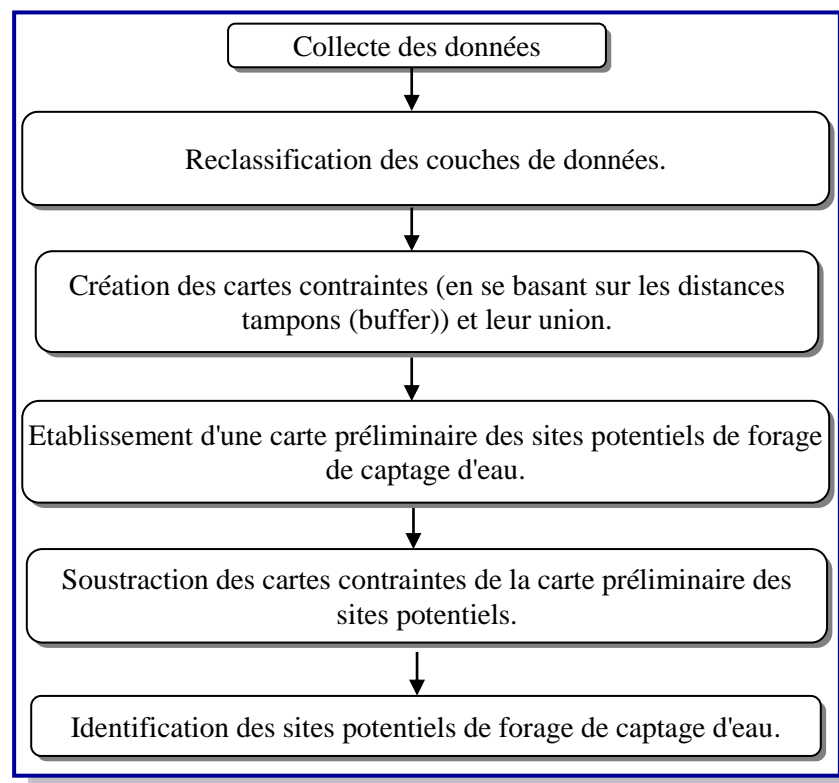 Collecte des données
Reclassification des couches de données.
Création des cartes contraintes (en se basant sur les distances
tampons (buffer)) et leur union.
Etablissement d'une carte préliminaire des sites potentiels de forage
de captage d'eau.
Soustraction des cartes contraintes de la carte préliminaire des
sites potentiels.
Identification des sites potentiels de forage de captage d'eau.